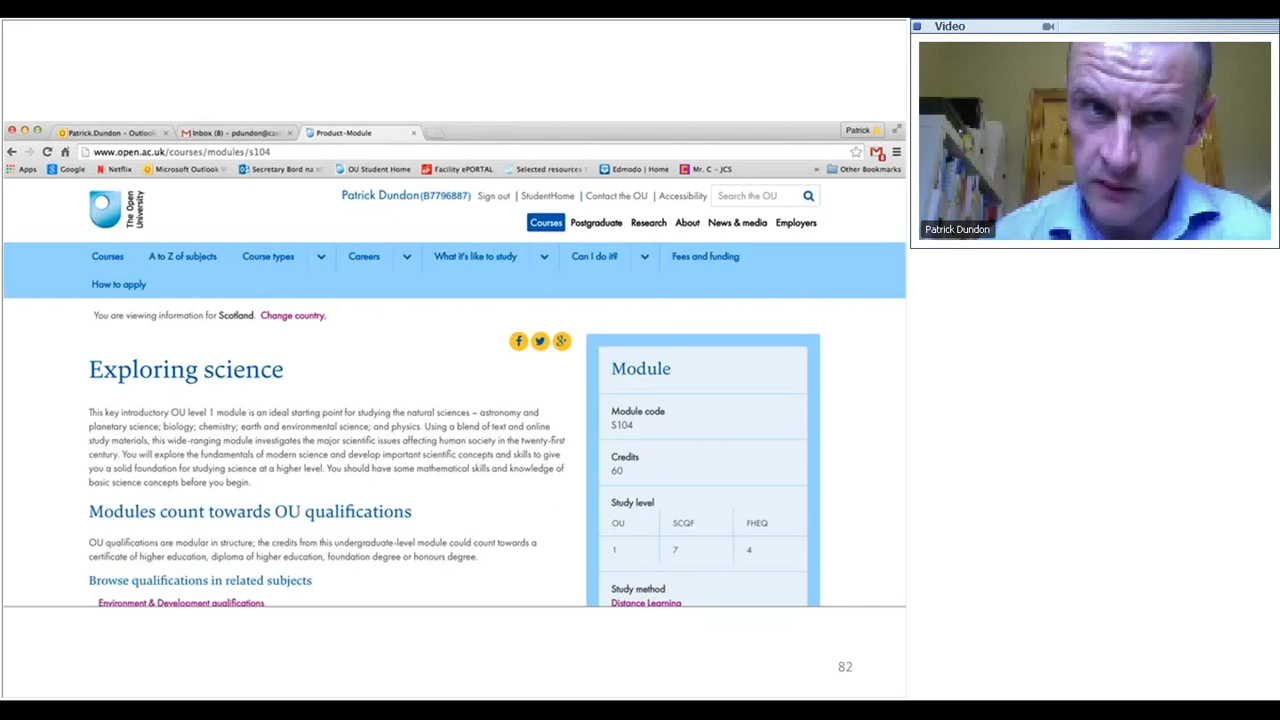 Video
Patrick Dundon
Patrick.Dundon – Outlook
Inbox (8) – pdundon@cas
Product-Module
Patrick
www.open.ac.uk/courses/modules/s104
Apps Google Netflix Microsoft Outlook Secretary Bord na OU Student Home Facility ePORTAL Selected resources Edmodo | Home Mr. C – JCS » Other Bookmarks
The Open
University
Patrick Dundon (B7796887) Sign out | StudentHome | Contact the OU | Accessibility Search the OU
Courses Postgraduate Research About News & media Employers
Courses A to Z of subjects Course types Careers What it's like to study Can I do it? Fees and funding
How to apply
You are viewing information for Scotland. Change country.
Exploring science
This key introductory OU level 1 module is an ideal starting point for studying the natural sciences – astronomy and
planetary science; biology; chemistry; earth and environmental science; and physics. Using a blend of text and online
study materials, this wide-ranging module investigates the major scientific issues affecting human society in the twenty-first
century. You will explore the fundamentals of modern science and develop important scientific concepts and skills to give
you a solid foundation for studying science at a higher level. You should have some mathematical skills and knowledge of
basic science concepts before you begin.
Modules count towards OU qualifications
OU qualifications are modular in structure; the credits from this undergraduate-level module could count towards a
certificate of higher education, diploma of higher education, foundation degree or honours degree.
Browse qualifications in related subjects
Environment & Development qualifications
Module
Module code
S104
Credits
60
Study level
OU SCQF FHEQ
1 7 4
Study method
Distance Learning
82